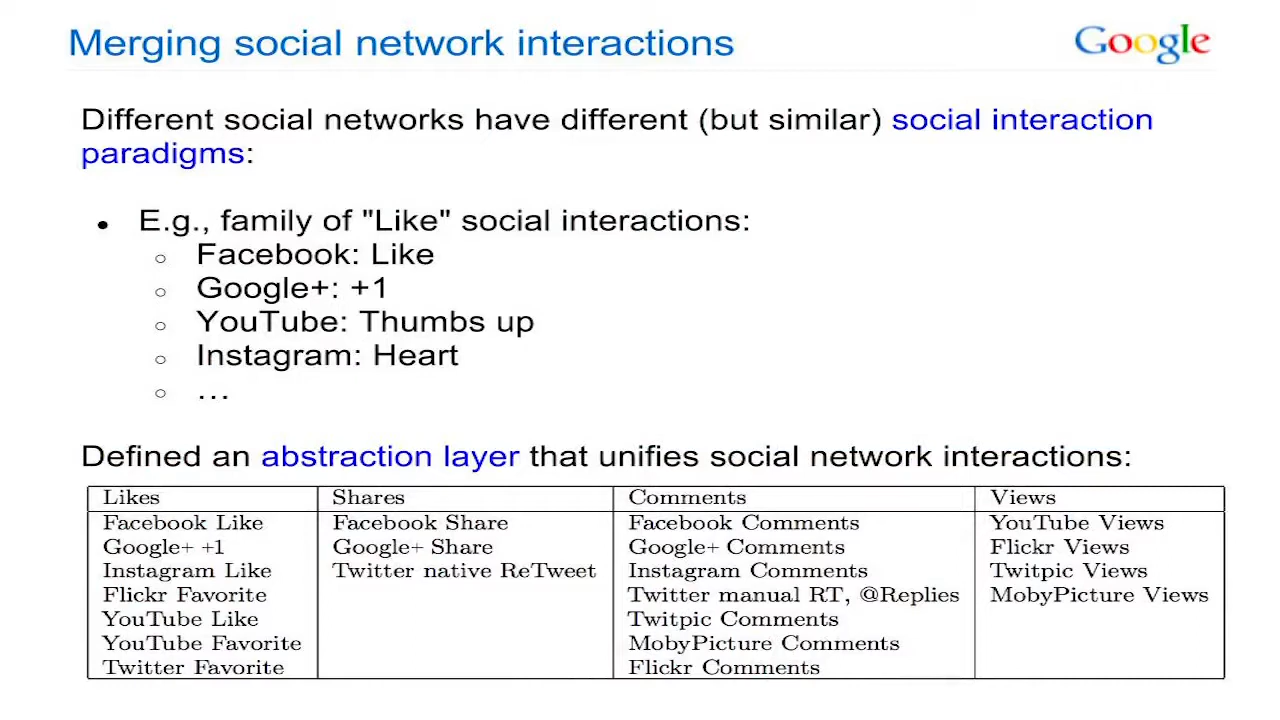 Merging social network interactions
Google
Different social networks have different (but similar) social interaction
paradigms:
● E.g., family of "Like" social interactions:
○ Facebook: Like
○ Google+: +1
○ YouTube: Thumbs up
○ Instagram: Heart
○ …
Defined an abstraction layer that unifies social network interactions:
Likes Shares Comments Views
Facebook Like Facebook Share Facebook Comments YouTube Views
Google+ +1 Google+ Share Google+ Comments Flickr Views
Instagram Like Twitter native ReTweet Instagram Comments Twitpic Views
Flickr Favorite Twitter manual RT, @Replies MobyPicture Views
YouTube Like Twitpic Comments
YouTube Favorite MobyPicture Comments
Twitter Favorite Flickr Comments